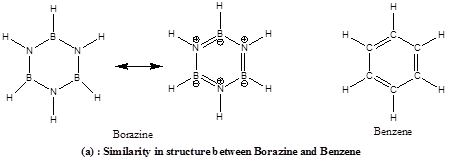 H
H B H
N N
B B
H N H
H
H
H B H
⊕ ⊖ ⊕
N N
B B
⊖ ⊕ ⊖
H N H
H
H
H C H
C C
C C
H C H
H
Borazine
Benzene
(a) : Similarity in structure between Borazine and Benzene